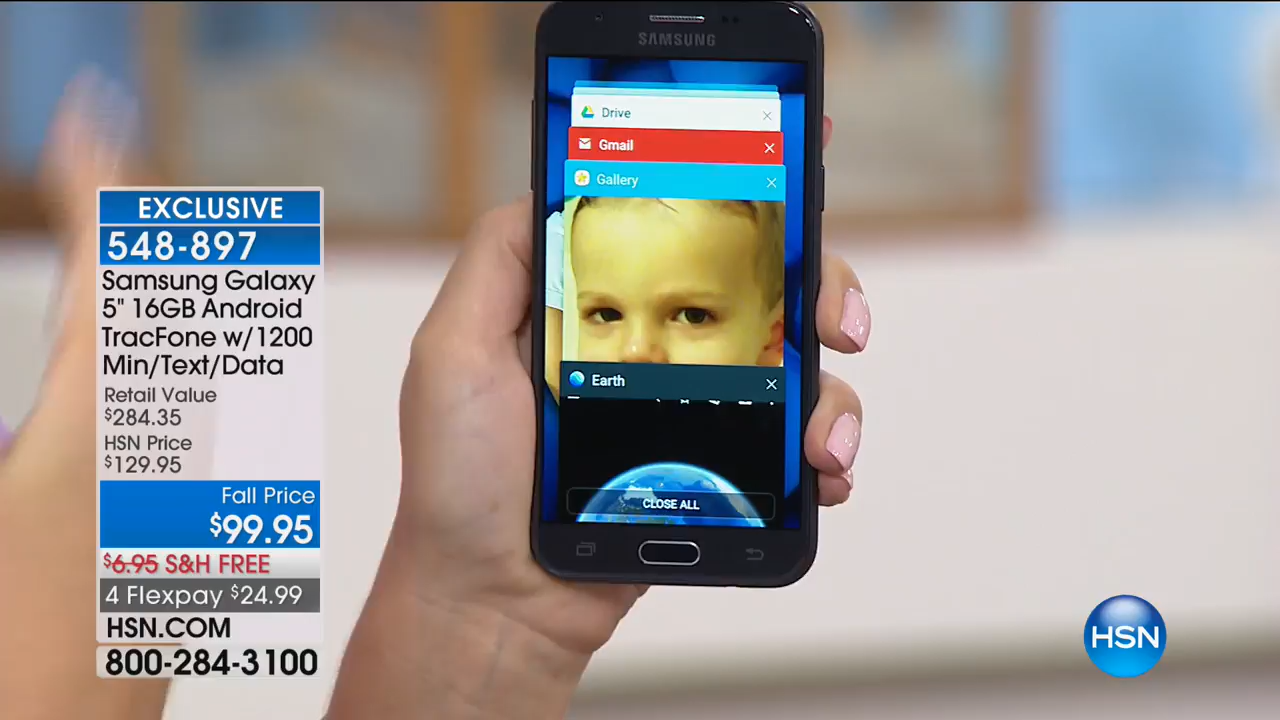 EXCLUSIVE
548-897
Samsung Galaxy
5" 16GB Android
TracFone w/1200
Min/Text/Data
Retail Value
$284.35
HSN Price
$129.95
Fall Price
$99.95
$6.95 S&H FREE
4 Flexpay $24.99
HSN.COM
800-284-3100
SAMSUNG
Drive
Gmail
Gallery
Earth
CLOSE ALL
HSN